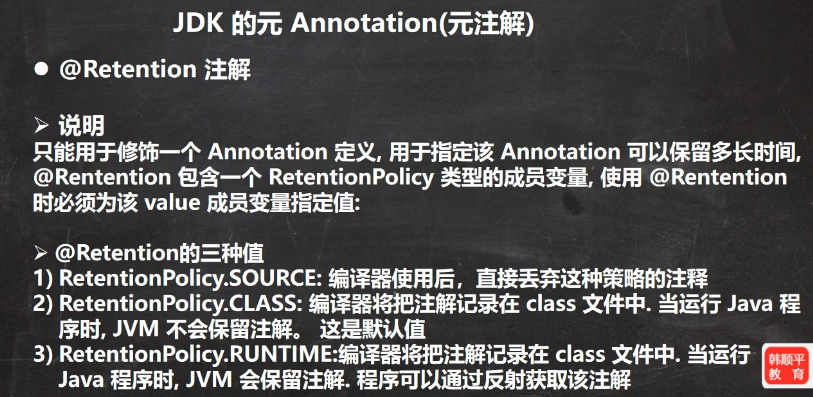 JDK 的元 Annotation(元注解)
● @Retention 注解
➢ 说明
只能用于修饰一个 Annotation 定义, 用于指定该 Annotation 可以保留多长时间,
@Rentention 包含一个 RetentionPolicy 类型的成员变量, 使用 @Rentention
时必须为该 value 成员变量指定值:
➢ @Retention的三种值
1) RetentionPolicy.SOURCE: 编译器使用后，直接丢弃这种策略的注释
2) RetentionPolicy.CLASS: 编译器将把注解记录在 class 文件中. 当运行 Java 程
序时, JVM 不会保留注解。 这是默认值
3) RetentionPolicy.RUNTIME:编译器将把注解记录在 class 文件中. 当运行
Java 程序时, JVM 会保留注解. 程序可以通过反射获取该注解
韩顺平
教育